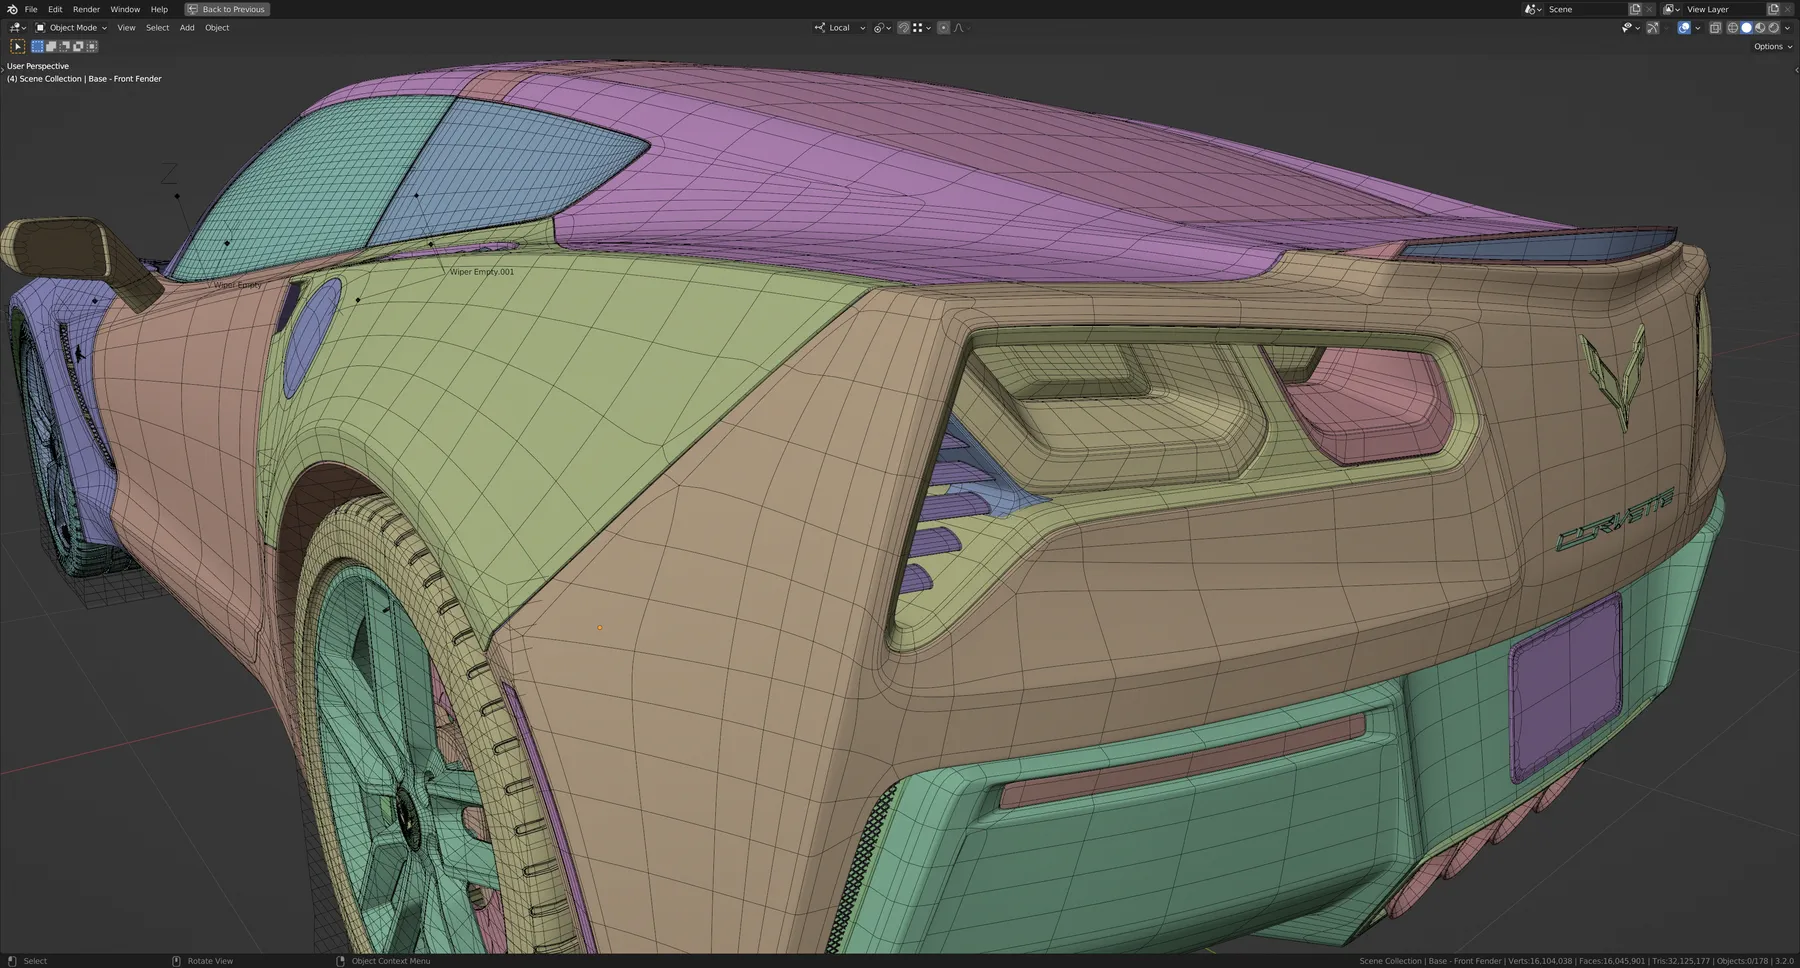 File Edit Render Window Help Back to Previous Scene View Layer
Object Mode View Select Add Object Local
Options
User Perspective
(4) Scene Collection | Base - Front Fender
Z
Wiper Empty.001
Wiper Empty
CORVETTE
Select Rotate View Object Context Menu Scene Collection | Base - Front Fender | Verts:16,104,038 | Faces:16,045,901 | Tris:32,125,177 | Objects:0/178 | 3.2.0